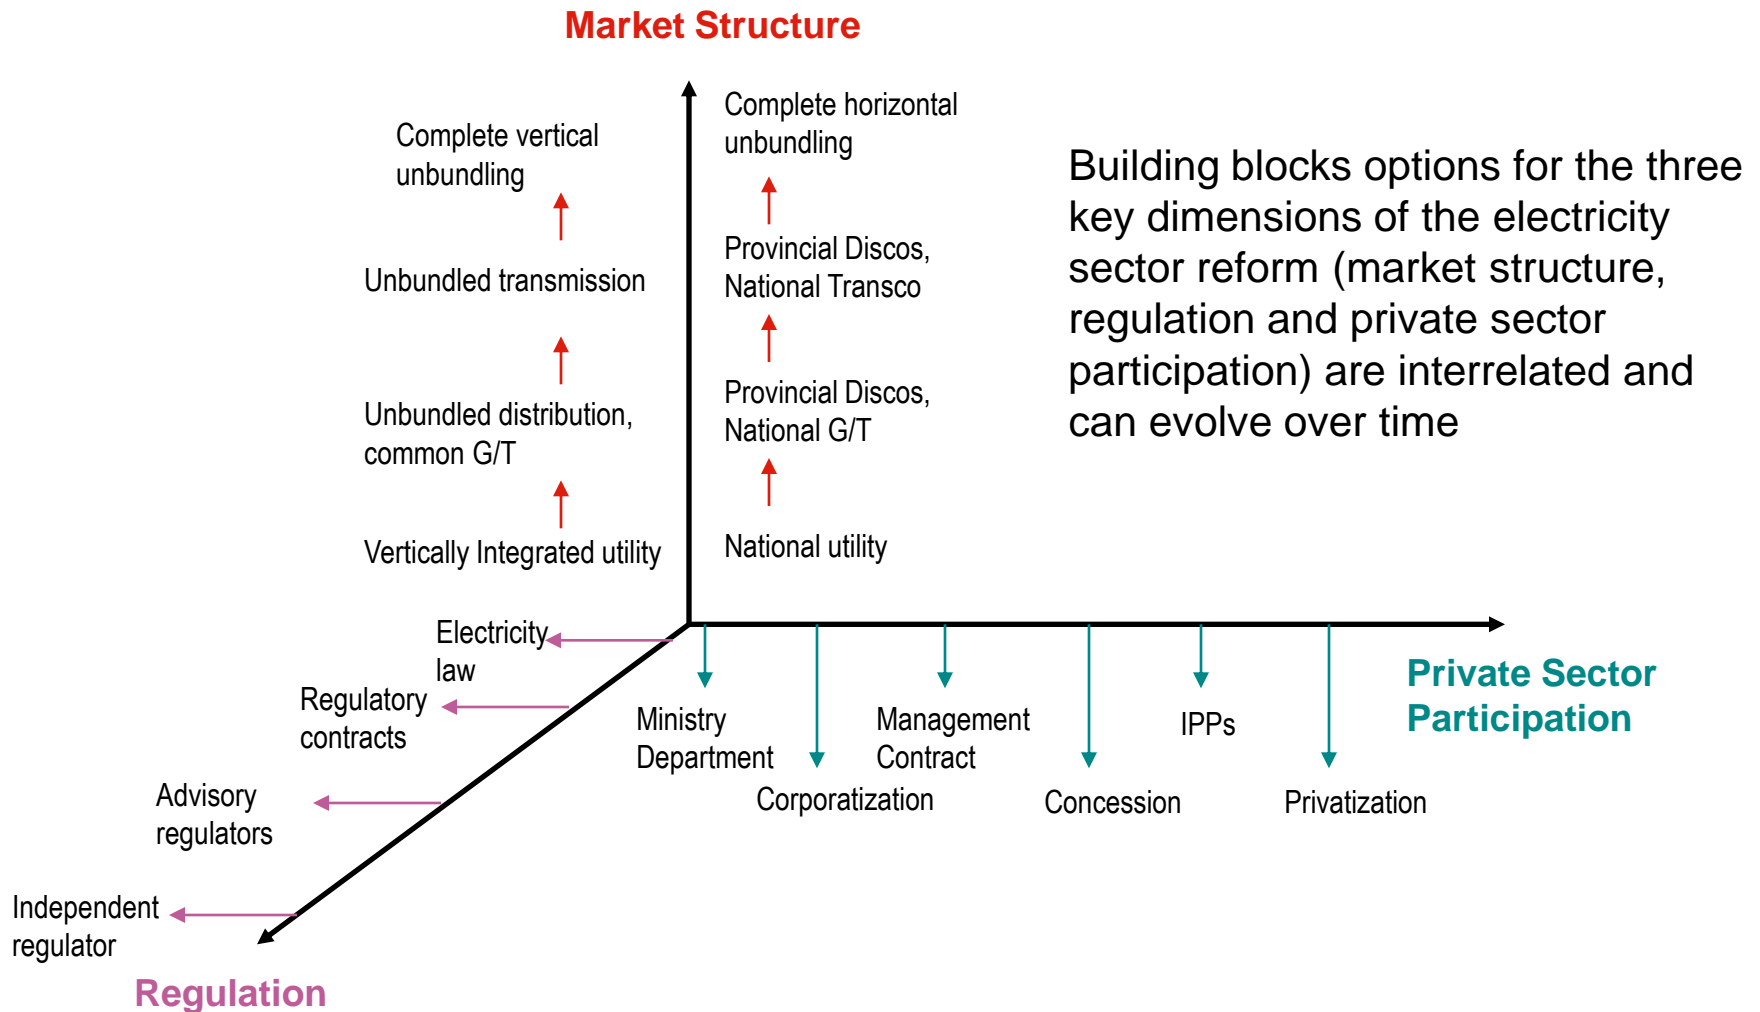 Market Structure
Complete vertical
unbundling
Unbundled transmission
Unbundled distribution,
common G/T
Vertically Integrated utility
Complete horizontal
unbundling
Provincial Discos,
National Transco
Provincial Discos,
National G/T
National utility
Building blocks options for the three
key dimensions of the electricity
sector reform (market structure,
regulation and private sector
participation) are interrelated and
can evolve over time
Electricity
law
Regulatory
contracts
Advisory
regulators
Independent
regulator
Regulation
Ministry
Department
Corporatization
Management
Contract
Concession
IPPs
Privatization
Private Sector
Participation